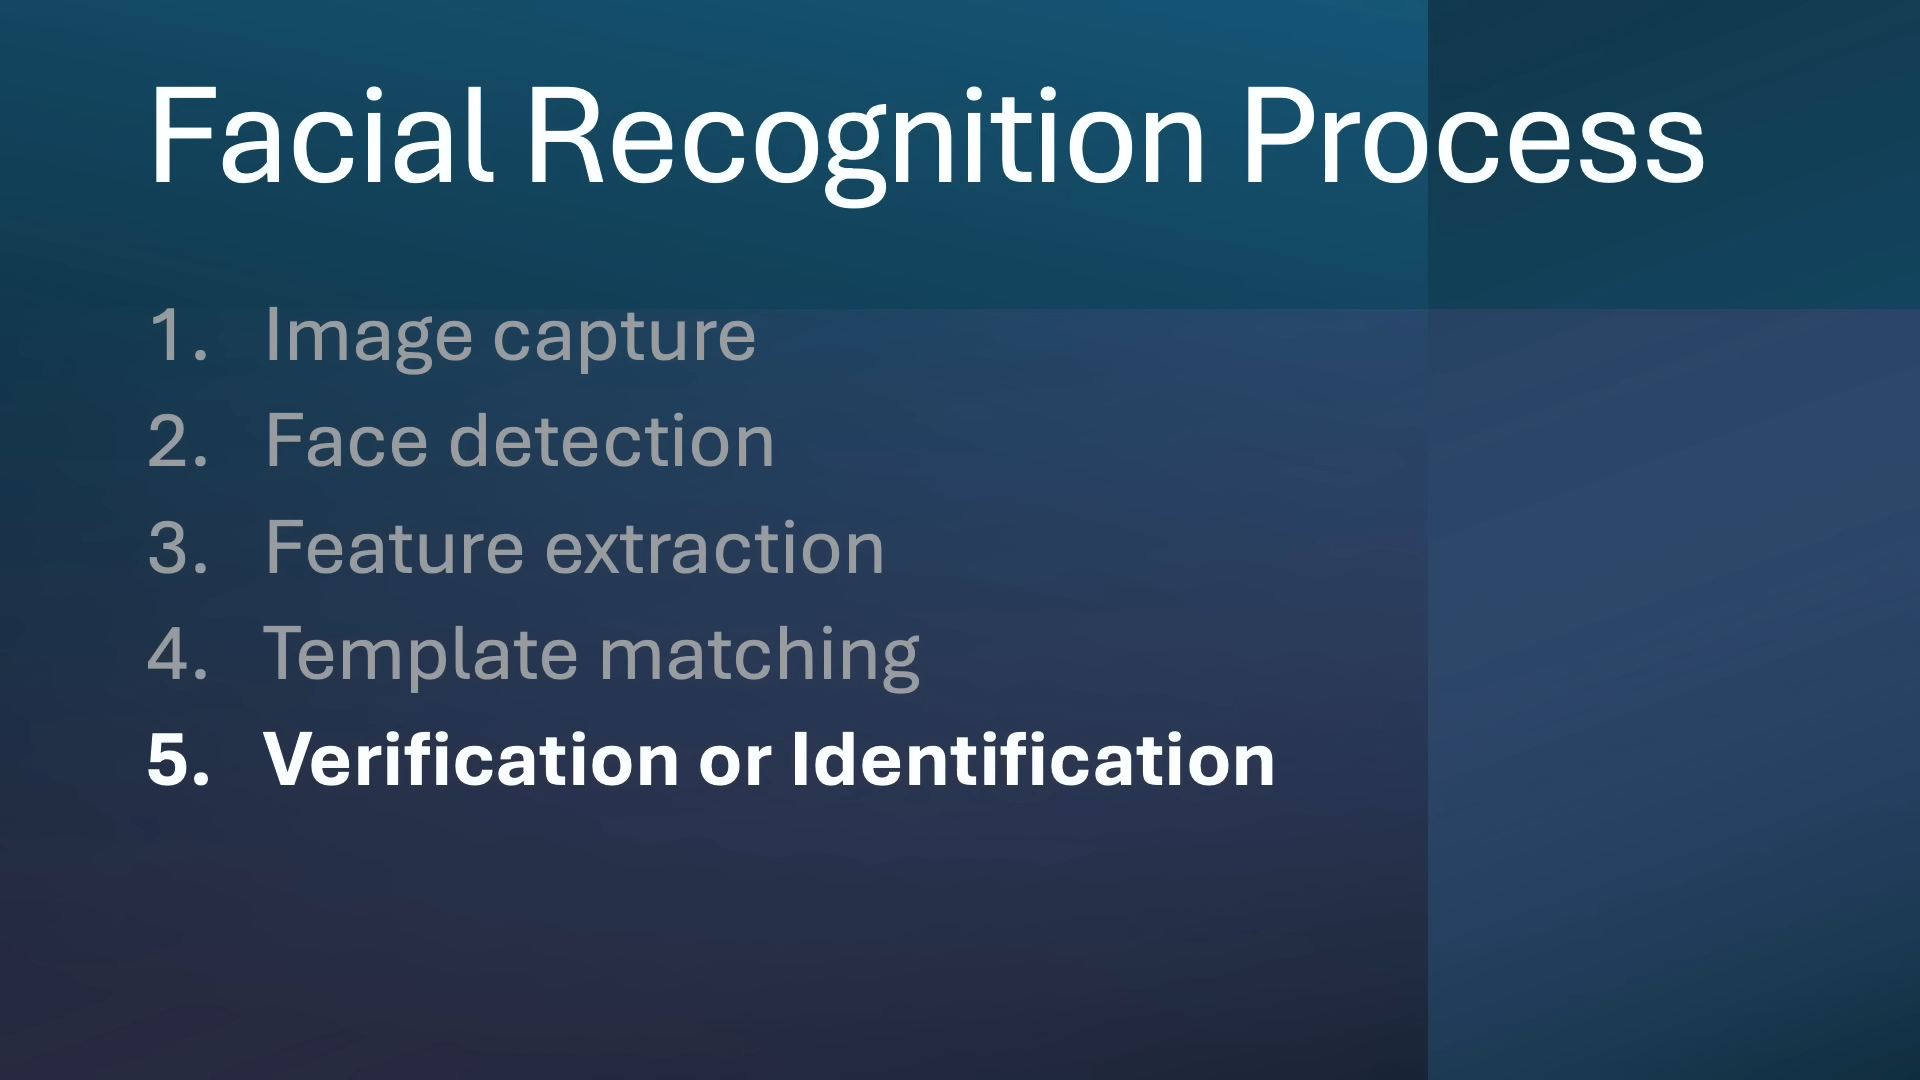 Facial Recognition Process
1. Image capture
2. Face detection
3. Feature extraction
4. Template matching
5. Verification or Identification